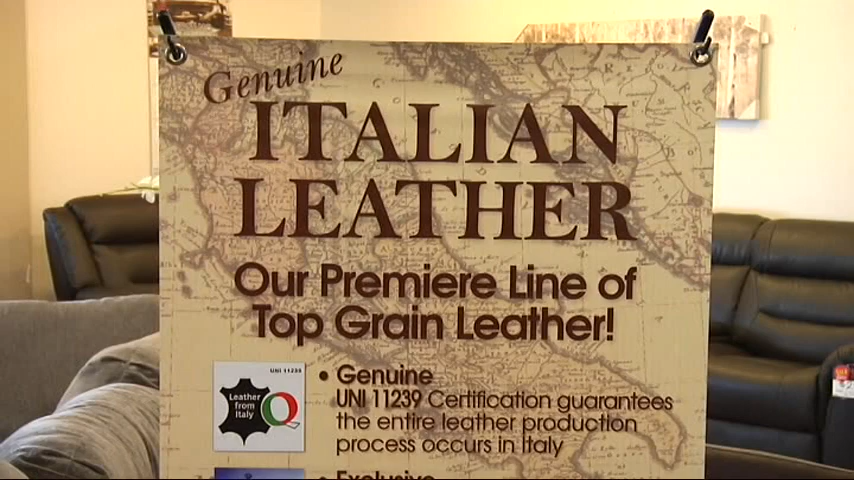 Genuine
ITALIAN
LEATHER
Our Premiere Line of
Top Grain Leather!
UNI 11239
Leather
from
Italy
• Genuine
UNI 11239 Certification guarantees
the entire leather production
process occurs in Italy
• Exclusive